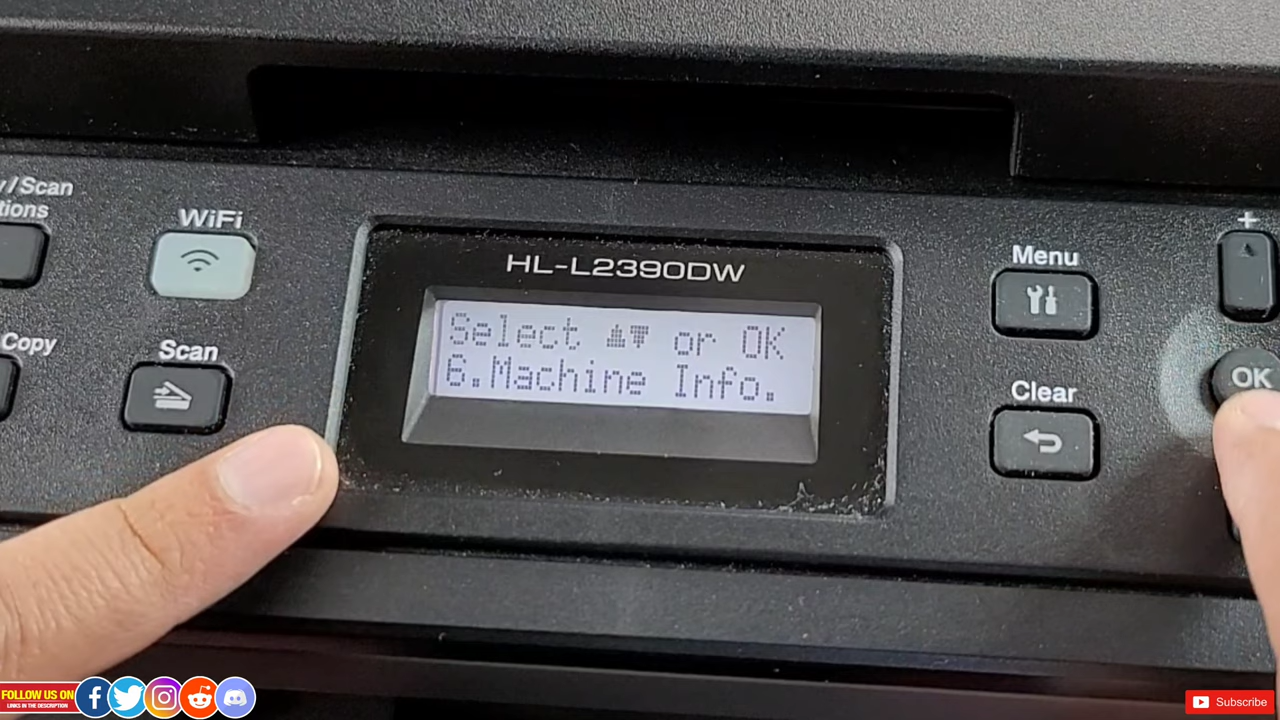 y/Scan
tions
WiFi
Copy
Scan
HL-L2390DW
Select ▲▼ or OK
6.Machine Info.
Menu
Clear
+
OK
FOLLOW US ON
LINKS IN THE DESCRIPTION
Subscribe